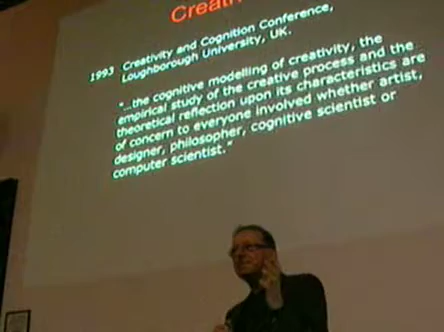 Creati
1993 Creativity and Cognition Conference,
Loughborough University, UK.
"...the cognitive modelling of creativity, the
empirical study of the creative process and the
theoretical reflection upon its characteristics are
of concern to everyone involved whether artist,
designer, philosopher, cognitive scientist or
computer scientist."